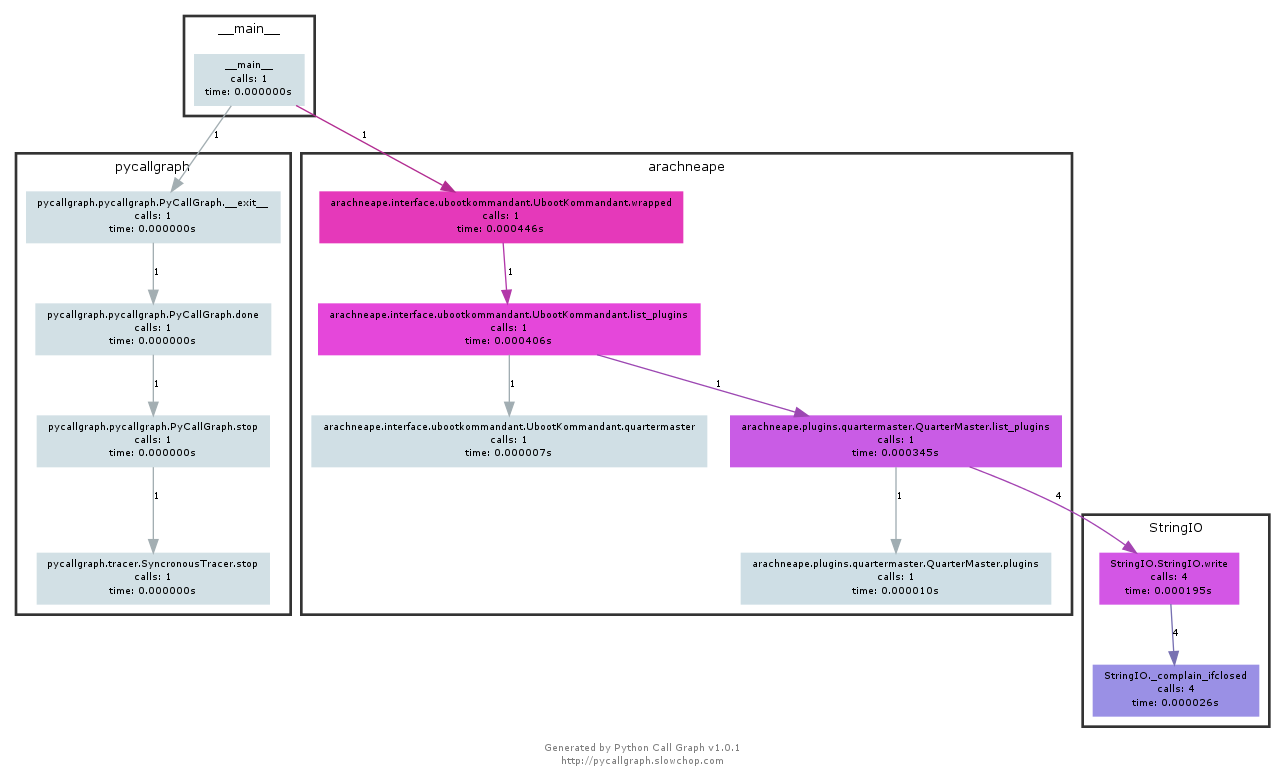 __main__
__main__
calls: 1
time: 0.000000s
1
1
pycallgraph
pycallgraph.pycallgraph.PyCallGraph.__exit__
calls: 1
time: 0.000000s
1
pycallgraph.pycallgraph.PyCallGraph.done
calls: 1
time: 0.000000s
1
pycallgraph.pycallgraph.PyCallGraph.stop
calls: 1
time: 0.000000s
1
pycallgraph.tracer.SyncronousTracer.stop
calls: 1
time: 0.000000s
arachneape
arachneape.interface.ubootkommandant.UbootKommandant.wrapped
calls: 1
time: 0.000446s
1
arachneape.interface.ubootkommandant.UbootKommandant.list_plugins
calls: 1
time: 0.000406s
1
1
arachneape.interface.ubootkommandant.UbootKommandant.quartermaster
calls: 1
time: 0.000007s
arachneape.plugins.quartermaster.QuarterMaster.list_plugins
calls: 1
time: 0.000345s
1
4
arachneape.plugins.quartermaster.QuarterMaster.plugins
calls: 1
time: 0.000010s
StringIO
StringIO.StringIO.write
calls: 4
time: 0.000195s
4
StringIO._complain_ifclosed
calls: 4
time: 0.000026s
Generated by Python Call Graph v1.0.1
http://pycallgraph.slowchop.com